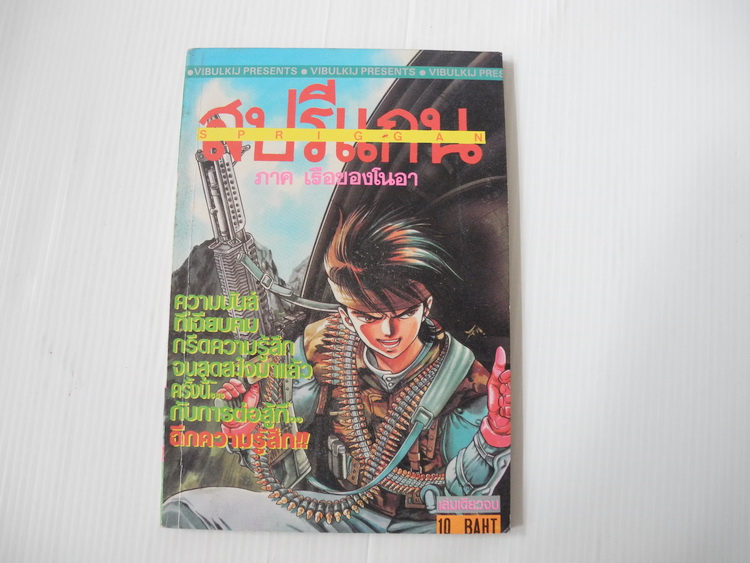 ●VIBULKIJ PRESENTS ● VIBULKIJ PRESENTS ● VIBULKIJ PRES
สปรีแกน
SPRIGGAN
ภาค เรือของโนอา
ความมันส์
ที่เฉียบคม
กรีดความรู้สึก
จนสุดสะใจมาแล้ว
ครั้งนี้...
กับการต่อสู้ที่...
ฉีกความรู้สึก!!
เล่มเดียวจบ
10 BAHT